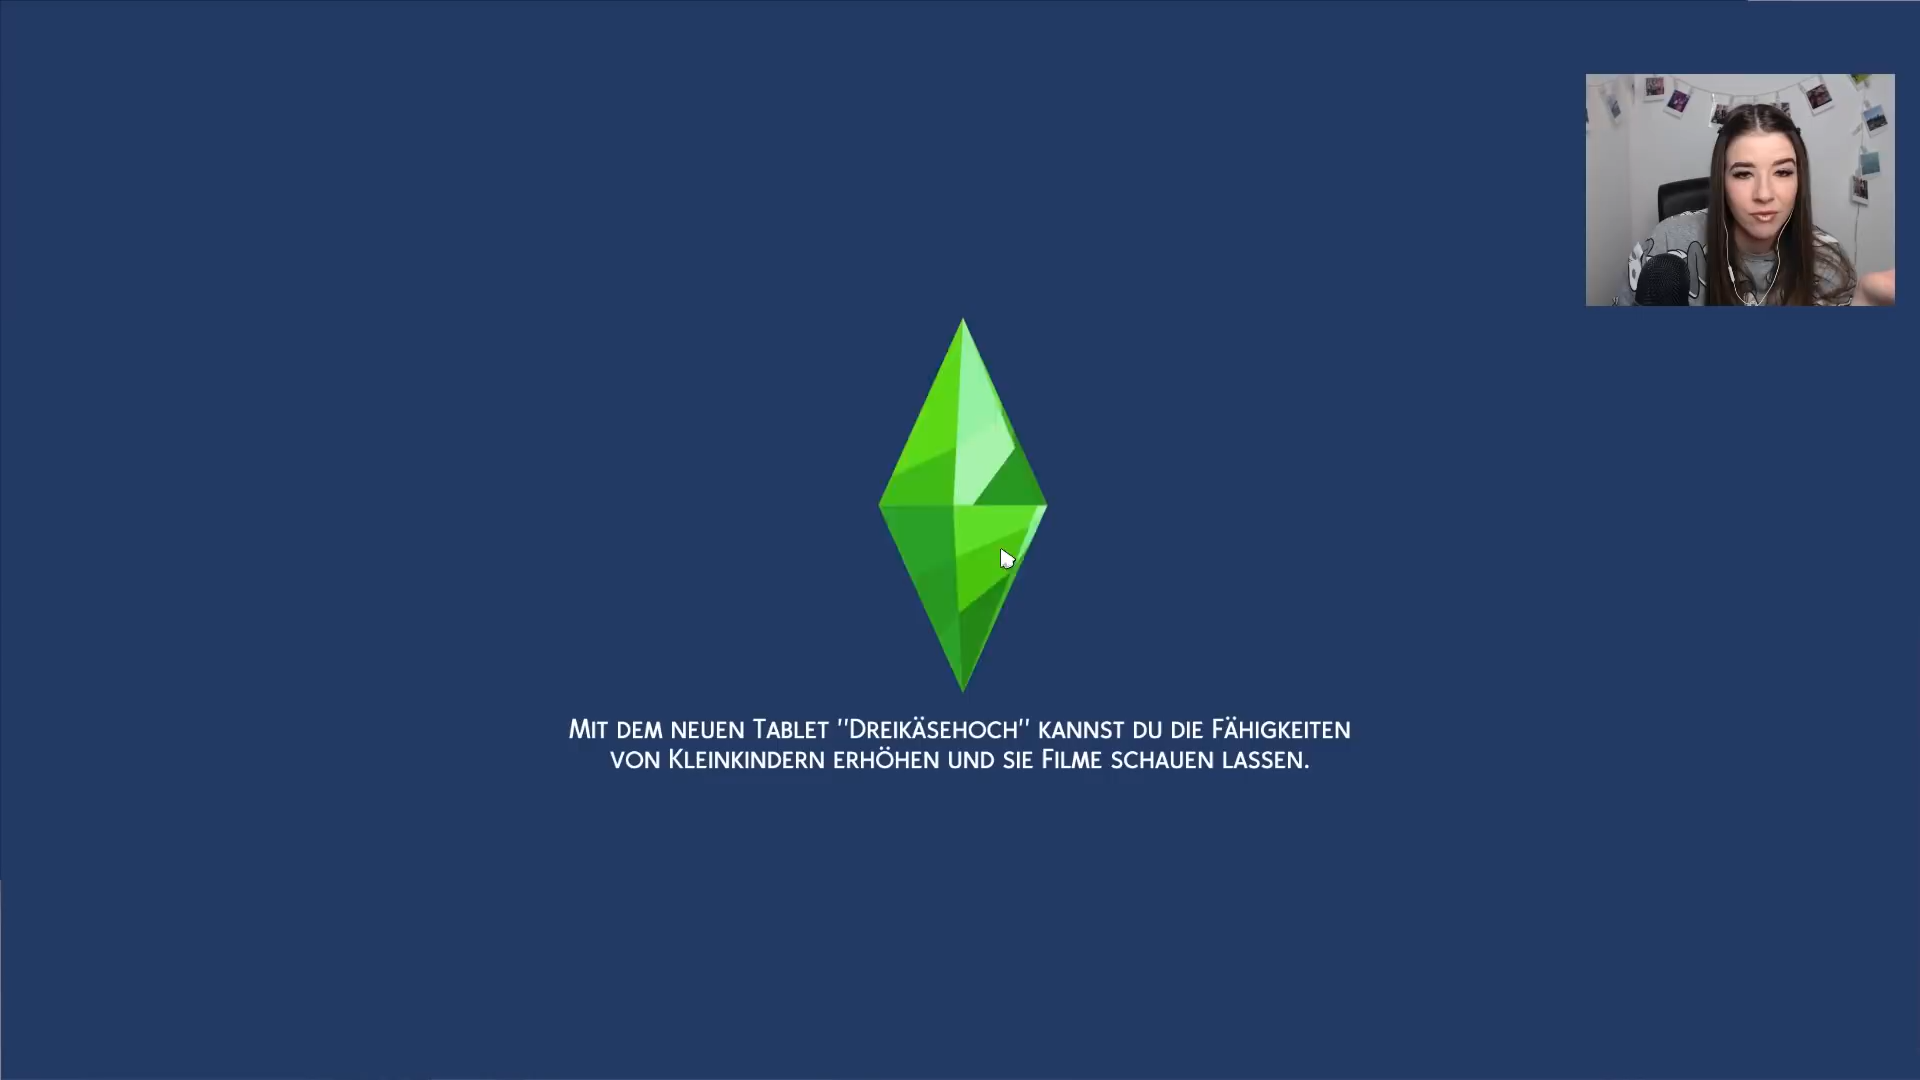 Mit dem neuen Tablet "Dreikäsehoch" kannst du die Fähigkeiten
von Kleinkindern erhöhen und sie Filme schauen lassen.